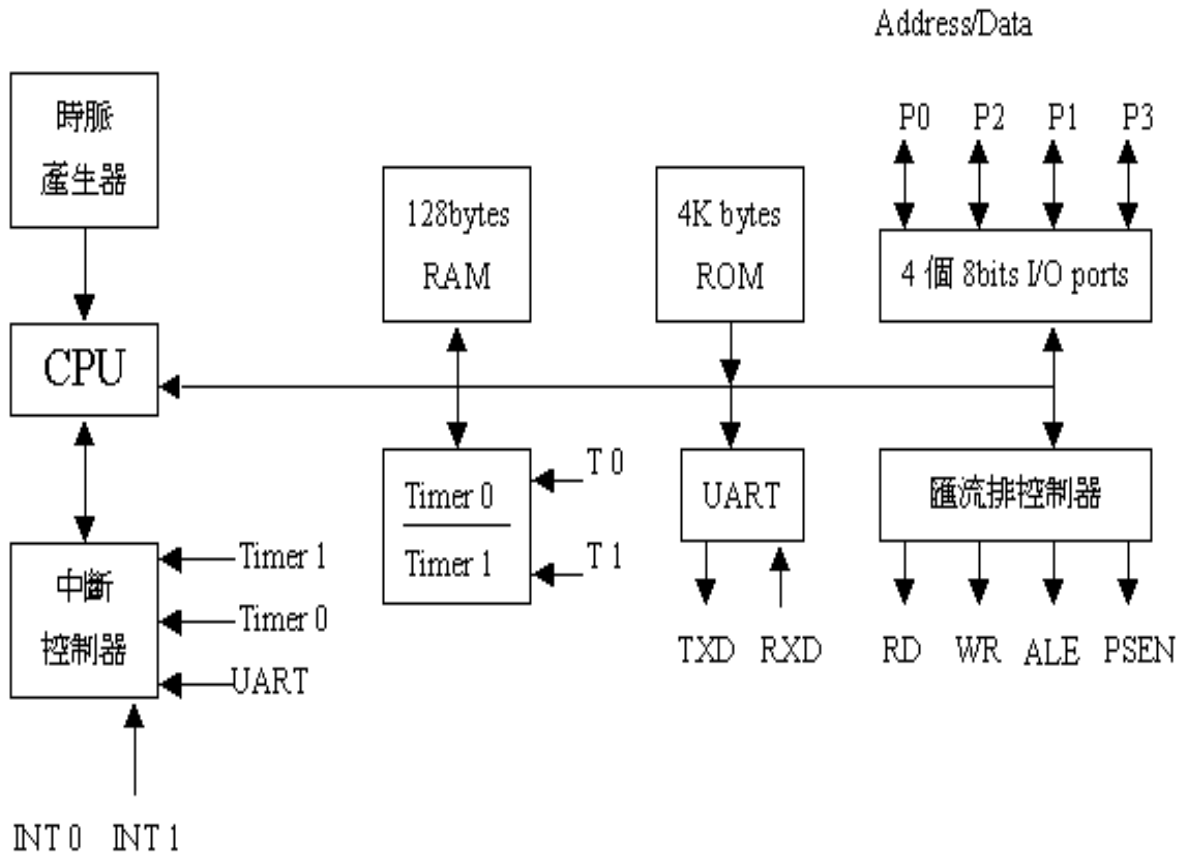 Address/Data
時脈
產生器
P0 P2 P1 P3
128bytes
RAM
4K bytes
ROM
4 個 8bits I/O ports
CPU
Timer 0
Timer 1
T 0
T 1
UART
匯流排控制器
中斷
控制器
Timer 1
Timer 0
UART
TXD RXD
RD WR ALE PSEN
INT 0 INT 1